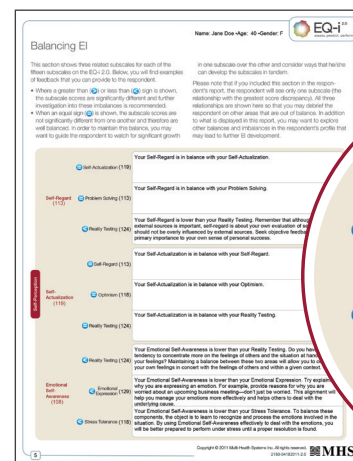 Name: Jane Doe •Age: 40 •Gender: F
EQ-i 2.0
Balancing EI
This section shows three related subscales for each of the
fifteen subscales on the EQ-i 2.0. Below, you will find examples
of feedback that you can provide to the respondent.
• Where a greater than (>) or less than (<) sign is shown,
the subscale scores are significantly different and further
investigation into these imbalances is recommended.
• When an equal sign (=) is shown, the subscale scores are
not significantly different from one another and therefore are
well balanced. In order to maintain this balance, you may
want to guide the respondent to watch for significant growth
in one subscale over the other and consider ways that he/she
can develop the subscales in tandem.
Please note that if you included this section in the respon-
dent's report, the respondent will see only one subscale (the
relationship with the greatest score discrepancy). All three
relationships are shown here so that you may debrief the
respondent on other areas that are out of balance. In addition
to what is displayed in this report, you may want to explore
other balances and imbalances in the respondent's profile that
may lead to further EI development.
Self-Perception
Self-Regard
(113)
= Self-Actualization (119)
Your Self-Regard is in balance with your Self-Actualization.
= Problem Solving (113)
Your Self-Regard is in balance with your Problem Solving.
< Reality Testing (124)
Your Self-Regard is lower than your Reality Testing. Remember that althoug
external sources is important, self-regard is about your own evaluation of
should not be overly influenced by external sources. Seek objective feedba
primary importance to your own sense of personal success.
Self-
Actualization
(119)
= Self-Regard (113)
Your Self-Actualization is in balance with your Self-Regard.
= Optimism (118)
Your Self-Actualization is in balance with your Optimism.
= Reality Testing (124)
Your Self-Actualization is in balance with your Reality Testing.
Emotional
Self-
Awareness
(108)
< Reality Testing (124)
Your Emotional Self-Awareness is lower than your Reality Testing. Do you hav
tendency to concentrate more on the feelings of others and the situation at han
your feelings? Maintaining a balance between these two areas will allow you to
your own feelings in concert with the feelings of others and within a given context.
< Emotional
Expression (129)
Your Emotional Self-Awareness is lower than your Emotional Expression. Try explain
why you are expressing an emotion. For example, provide reasons for why you are
worried about an upcoming business meeting—don't just be worried. This alignment will
help you manage your emotions more effectively and helps others to deal with the
underlying cause.
< Stress Tolerance (118)
Your Emotional Self-Awareness is lower than your Stress Tolerance. To balance these
components, the object is to learn to recognize and process the emotions involved in the
situation. By using Emotional Self-Awareness effectively to deal with the emotions, you
will be better prepared to perform under stress until a proper resolution is found.
5
Copyright © 2011 Multi-Health Systems Inc. All rights reserved.
MHS